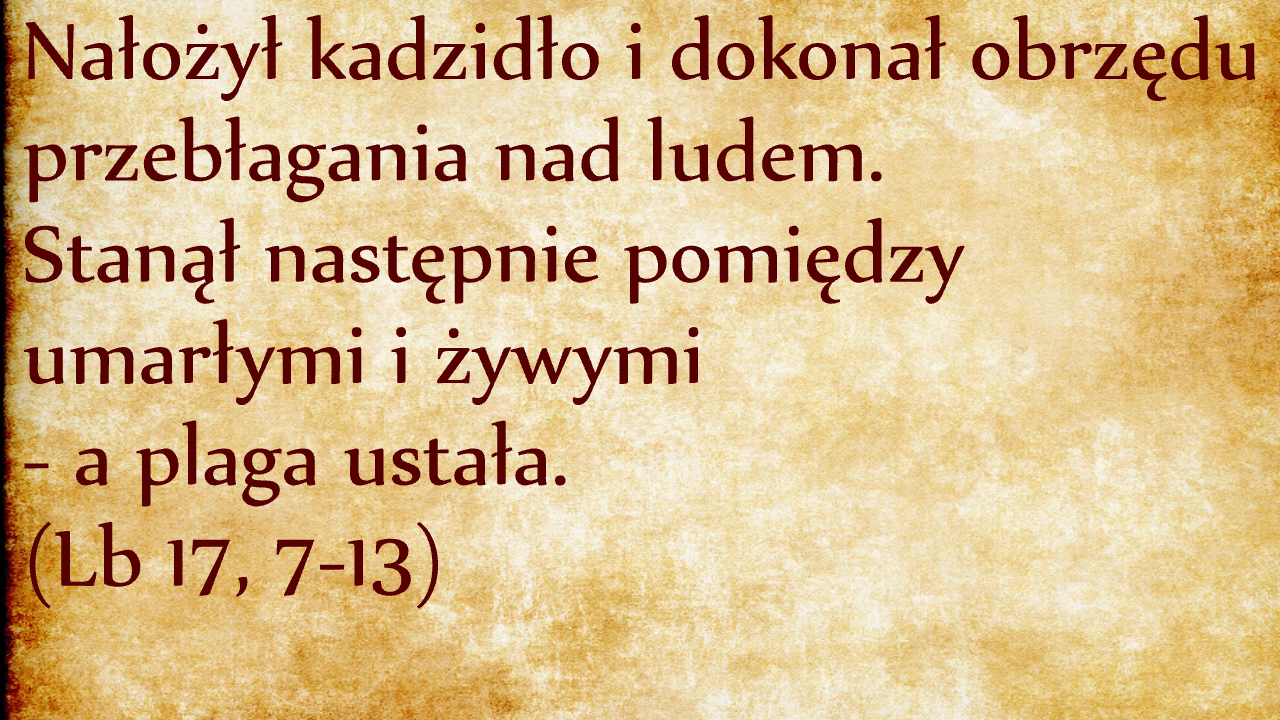 Nałożył kadzidło i dokonał obrzędu
przebłagania nad ludem.
Stanął następnie pomiędzy
umarłymi i żywymi
- a plaga ustała.
(Lb 17, 7-13)